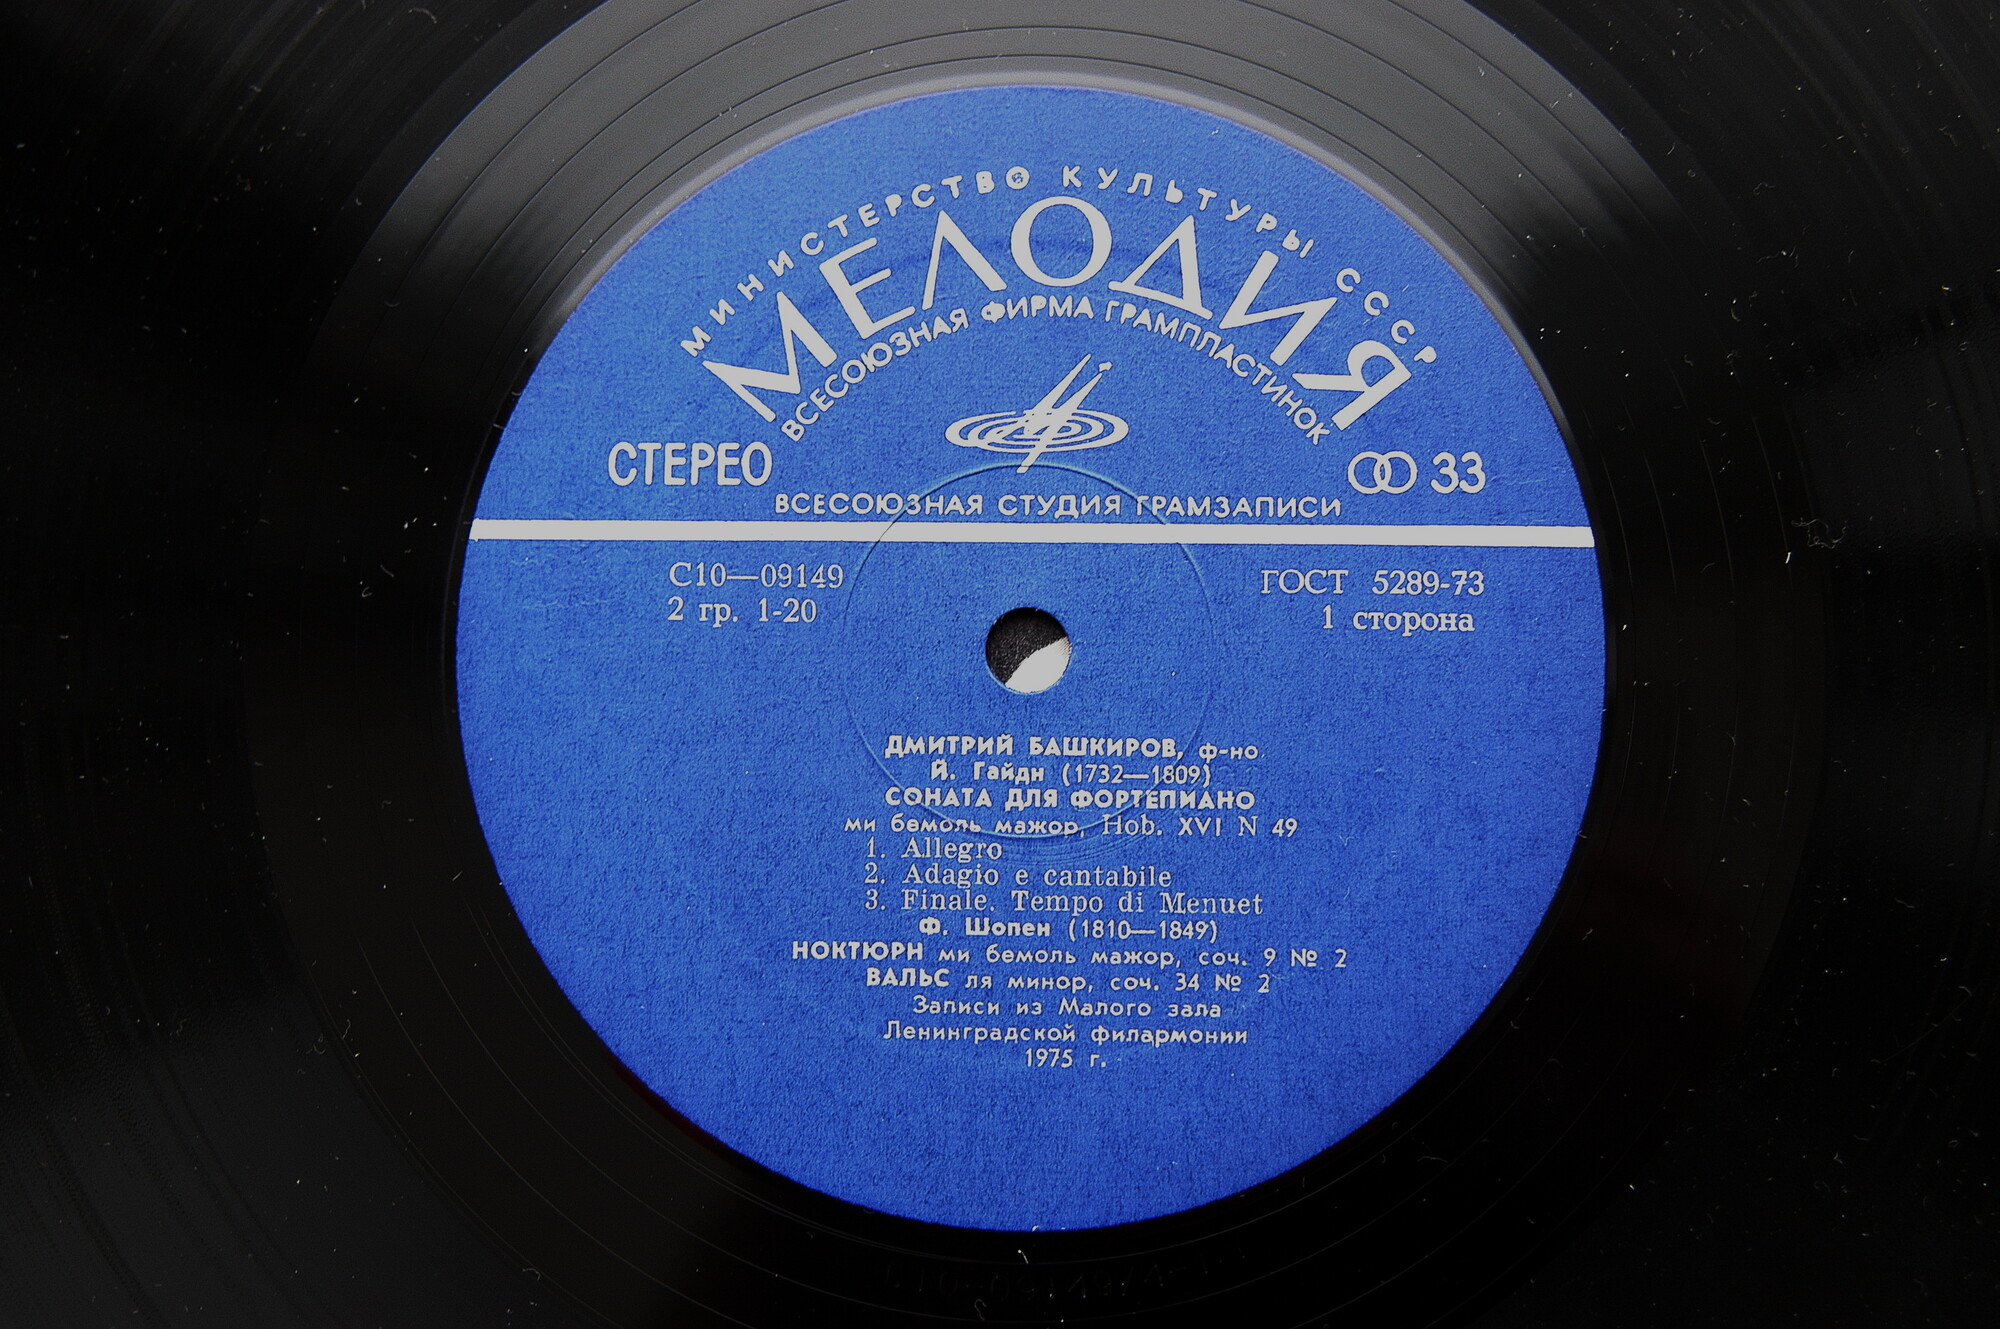 МИНИСТЕРСТВО КУЛЬТУРЫ СССР
МЕЛОДИЯ
ВСЕСОЮЗНАЯ ФИРМА ГРАМПЛАСТИНОК
СТЕРЕО
33
ВСЕСОЮЗНАЯ СТУДИЯ ГРАМЗАПИСИ
С10—09149
ГОСТ 5289-73
2 гр. 1-20
1 сторона
ДМИТРИЙ БАШКИРОВ, ф-но
Й. Гайдн (1732—1809)
СОНАТА ДЛЯ ФОРТЕПИАНО
ми бемоль мажор, Hob. XVI N 49
1. Allegro
2. Adagio e cantabile
3. Finale. Tempo di Menuet
Ф. Шопен (1810—1849)
НОКТЮРН ми бемоль мажор, соч. 9 № 2
ВАЛЬС ля минор, соч. 34 № 2
Записи из Малого зала
Ленинградской филармонии
1975 г.